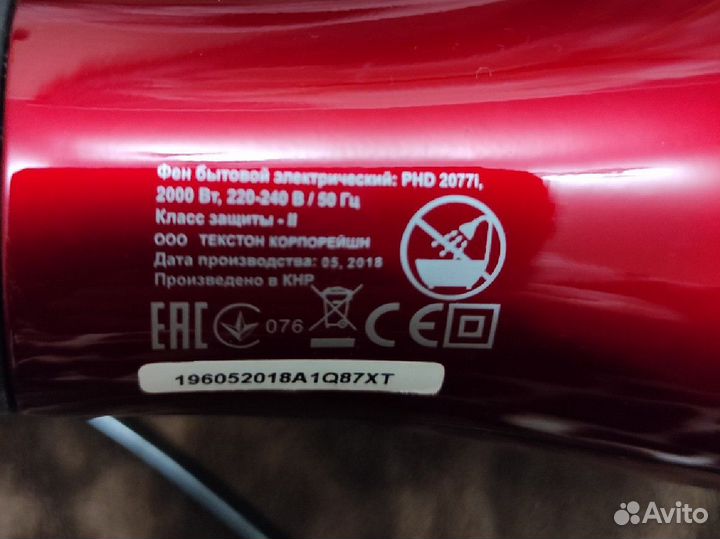 Фен бытовой электрический: PHD 2077i,
2000 Вт, 220-240 В / 50 Гц
Класс защиты - II
ООО ТЕКСТОН КОРПОРЕЙШН
Дата производства: 05, 2018
Произведено в КНР
EAC 076 CE
196052018A1Q87XT
Avito